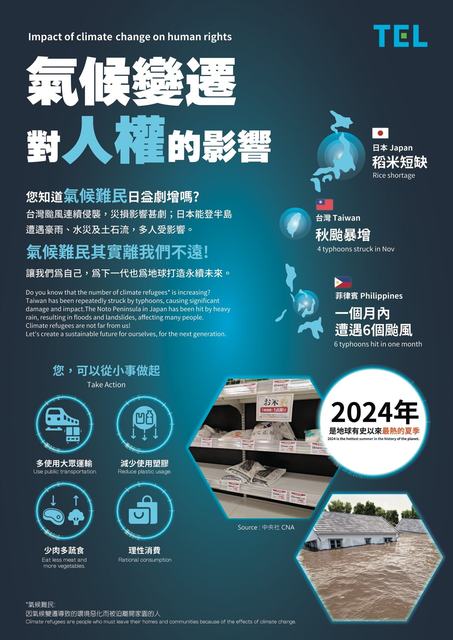 Impact of climate change on human rights
TEL
氣候變遷
對人權的影響
您知道氣候難民日益劇增嗎?
台灣颱風連續侵襲，災損影響甚劇；日本能登半島
遭遇豪雨、水災及土石流，多人受影響。
氣候難民其實離我們不遠!
讓我們爲自己，爲下一代也爲地球打造永續未來。
Do you know that the number of climate refugees* is increasing?
Taiwan has been repeatedly struck by typhoons, causing significant
damage and impact.The Noto Peninsula in Japan has been hit by heavy
rain, resulting in floods and landslides, affecting many people.
Climate refugees are not far from us!
Let's create a sustainable future for ourselves, for the next generation.
日本 Japan
稻米短缺
Rice shortage
台灣 Taiwan
秋颱暴增
4 typhoons struck in Nov
菲律賓 Philippines
一個月內
遭遇6個颱風
6 typhoons hit in one month
您，可以從小事做起
Take Action
多使用大眾運輸
Use public transportation.
減少使用塑膠
Reduce plastic usage.
少肉多蔬食
Eat less meat and
more vegetables.
理性消費
Rational consumption
お米
2024年
是地球有史以來最熱的夏季
2024 is the hottest summer in the history of the planet.
Source : 中央社 CNA
*氣候難民:
因氣候變遷導致的環境惡化而被迫離開家園的人
Climate refugees are people who must leave their homes and communities because of the effects of climate change.